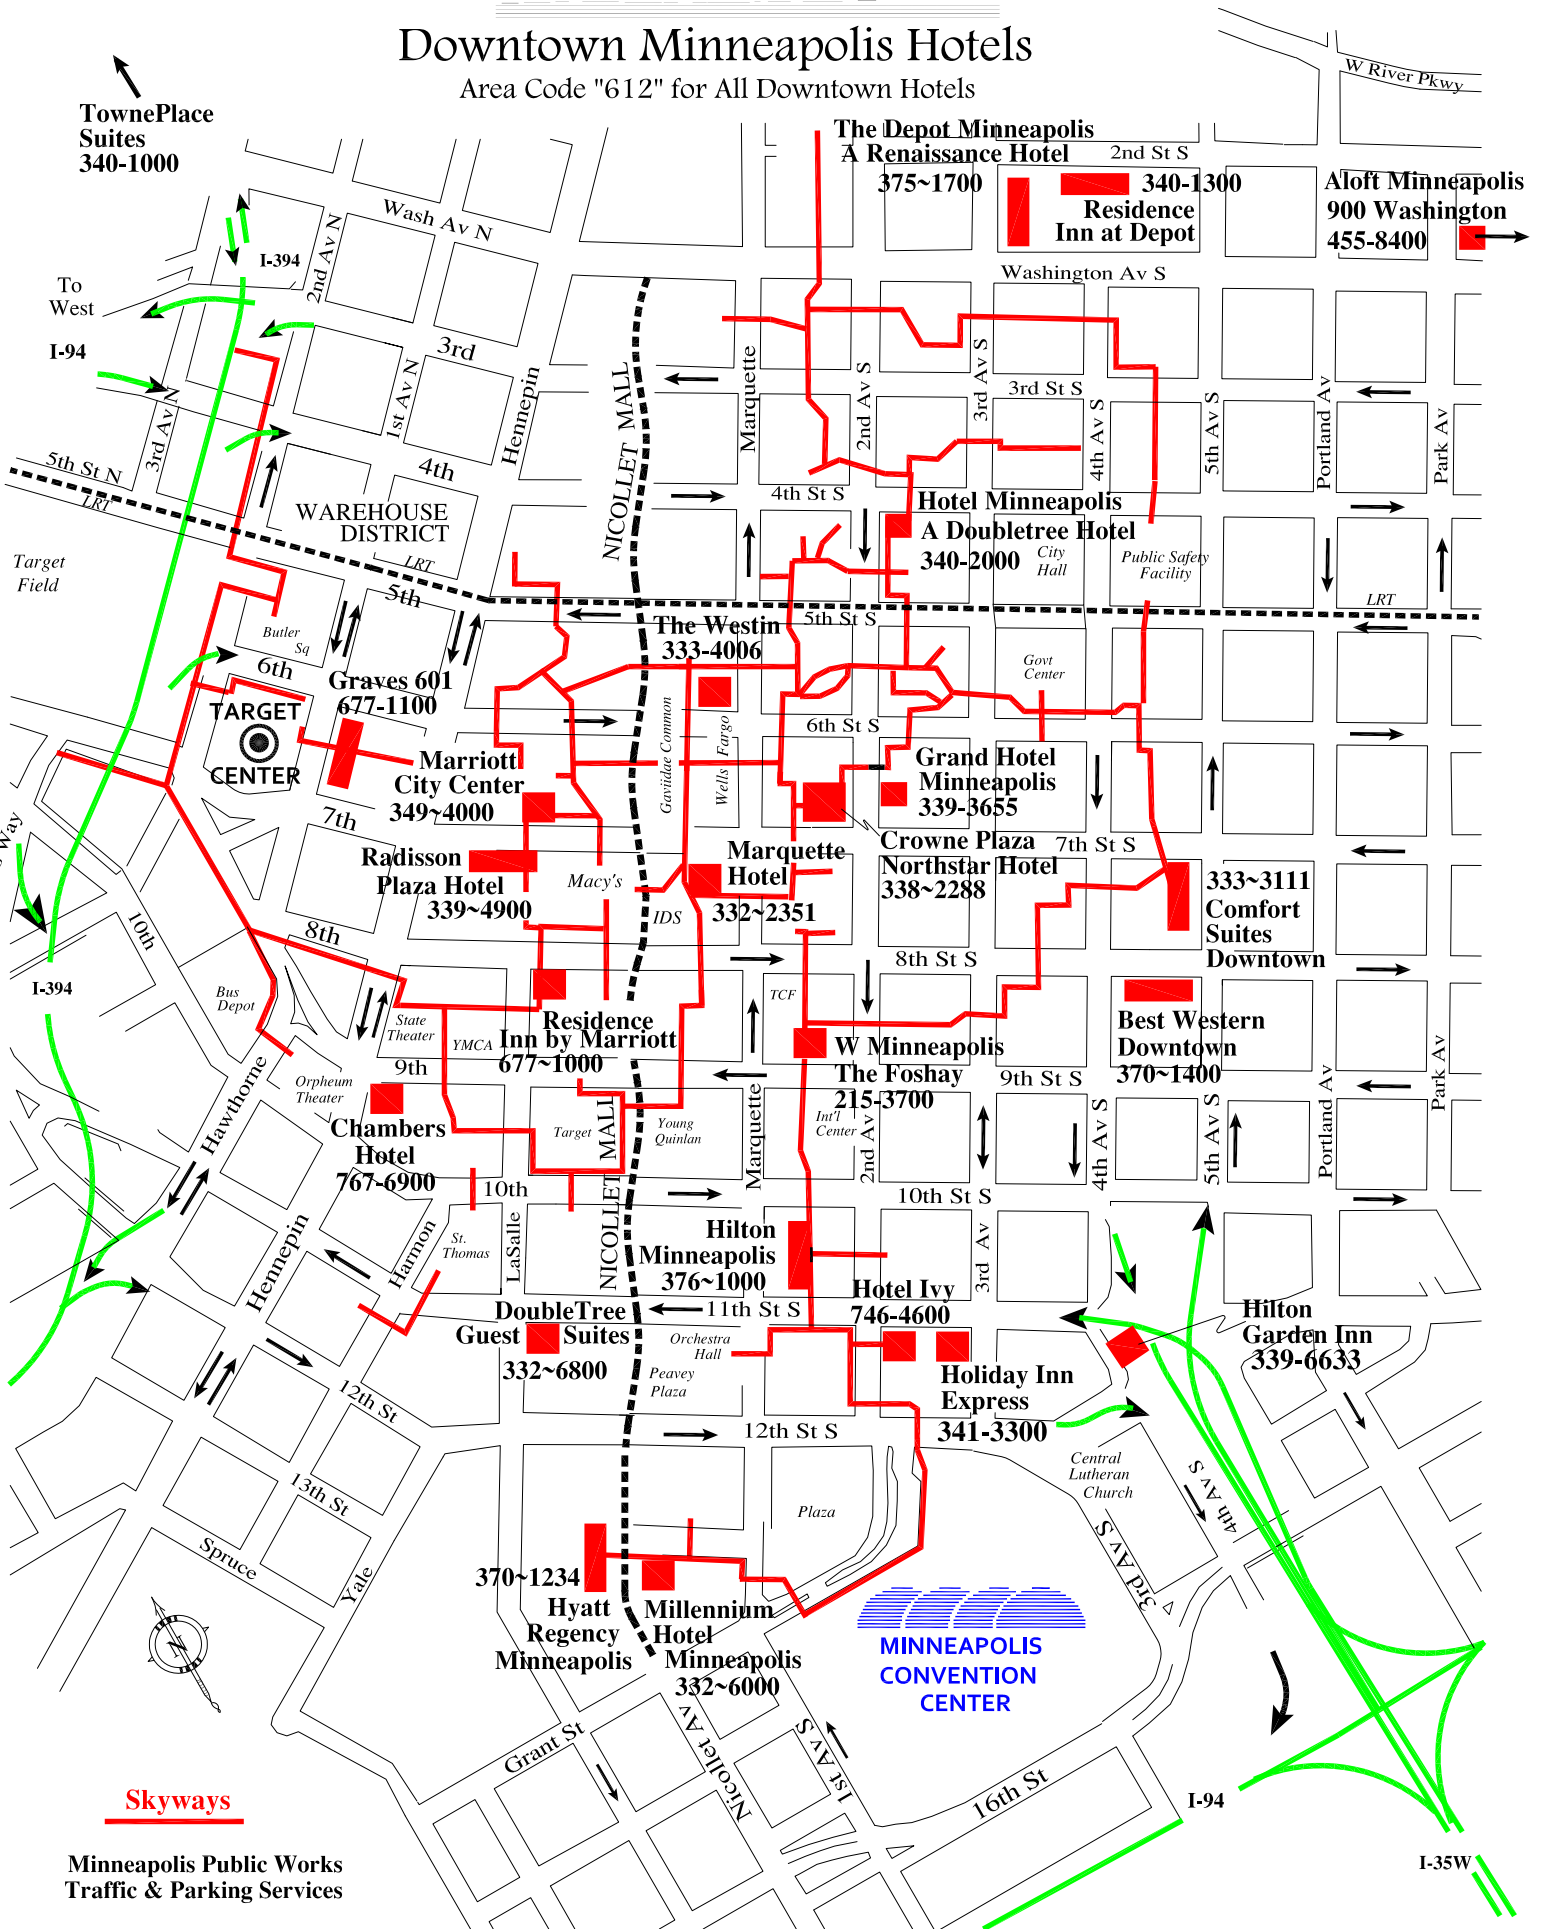 Downtown Minneapolis Hotels
Area Code "612" for All Downtown Hotels
W River Pkwy
TownePlace
Suites
340-1000
The Depot Minneapolis
A Renaissance Hotel
375~1700
2nd St S
340-1300
Residence
Inn at Depot
Aloft Minneapolis
900 Washington
455-8400
Wash Av N
2nd Av N
I-394
To
West
I-94
Washington Av S
3rd
1st Av N
3rd Av N
Hennepin
NICOLLET MALL
Marquette
2nd Av S
3rd Av S
3rd St S
4th Av S
5th Av S
Portland Av
Park Av
5th St N
LRT
4th
WAREHOUSE
DISTRICT
LRT
4th St S
Hotel Minneapolis
A Doubletree Hotel
340-2000
City
Hall
Public Safety
Facility
Target
Field
5th
5th St S
LRT
Butler
Sq
6th
The Westin
333-4006
Govt
Center
Graves 601
677-1100
TARGET
CENTER
Gaviidae Common
Wells Fargo
6th St S
Marriott
City Center
349~4000
Grand Hotel
Minneapolis
339-3655
7th
Way
Crowne Plaza
Northstar Hotel
338~2288
7th St S
Radisson
Plaza Hotel
339~4900
Macy's
Marquette
Hotel
332~2351
IDS
333~3111
Comfort
Suites
Downtown
10th
8th
8th St S
I-394
Bus
Depot
TCF
State
Theater
YMCA
Residence
Inn by Marriott
677~1000
W Minneapolis
The Foshay
215-3700
Best Western
Downtown
370~1400
9th
9th St S
Orpheum
Theater
Hawthorne
Chambers
Hotel
767-6900
Target
NICOLLET MALL
Young
Quinlan
Marquette
Int'l
Center
2nd Av S
4th Av S
5th Av S
Portland Av
Park Av
10th
10th St S
Hennepin
Harmon
St.
Thomas
LaSalle
Hilton
Minneapolis
376~1000
3rd Av
Hotel Ivy
746-4600
11th St S
DoubleTree
Guest Suites
332~6800
Orchestra
Hall
Peavey
Plaza
Hilton
Garden Inn
339-6633
Holiday Inn
Express
341-3300
12th St
12th St S
13th St
Central
Lutheran
Church
4th Av S
Plaza
Spruce
Yale
3rd Av S
370~1234
Hyatt
Regency
Minneapolis
Millennium
Hotel
Minneapolis
332~6000
MINNEAPOLIS
CONVENTION
CENTER
N
Grant St
Nicollet Av
1st Av S
16th St
I-94
I-35W
Skyways
Minneapolis Public Works
Traffic & Parking Services